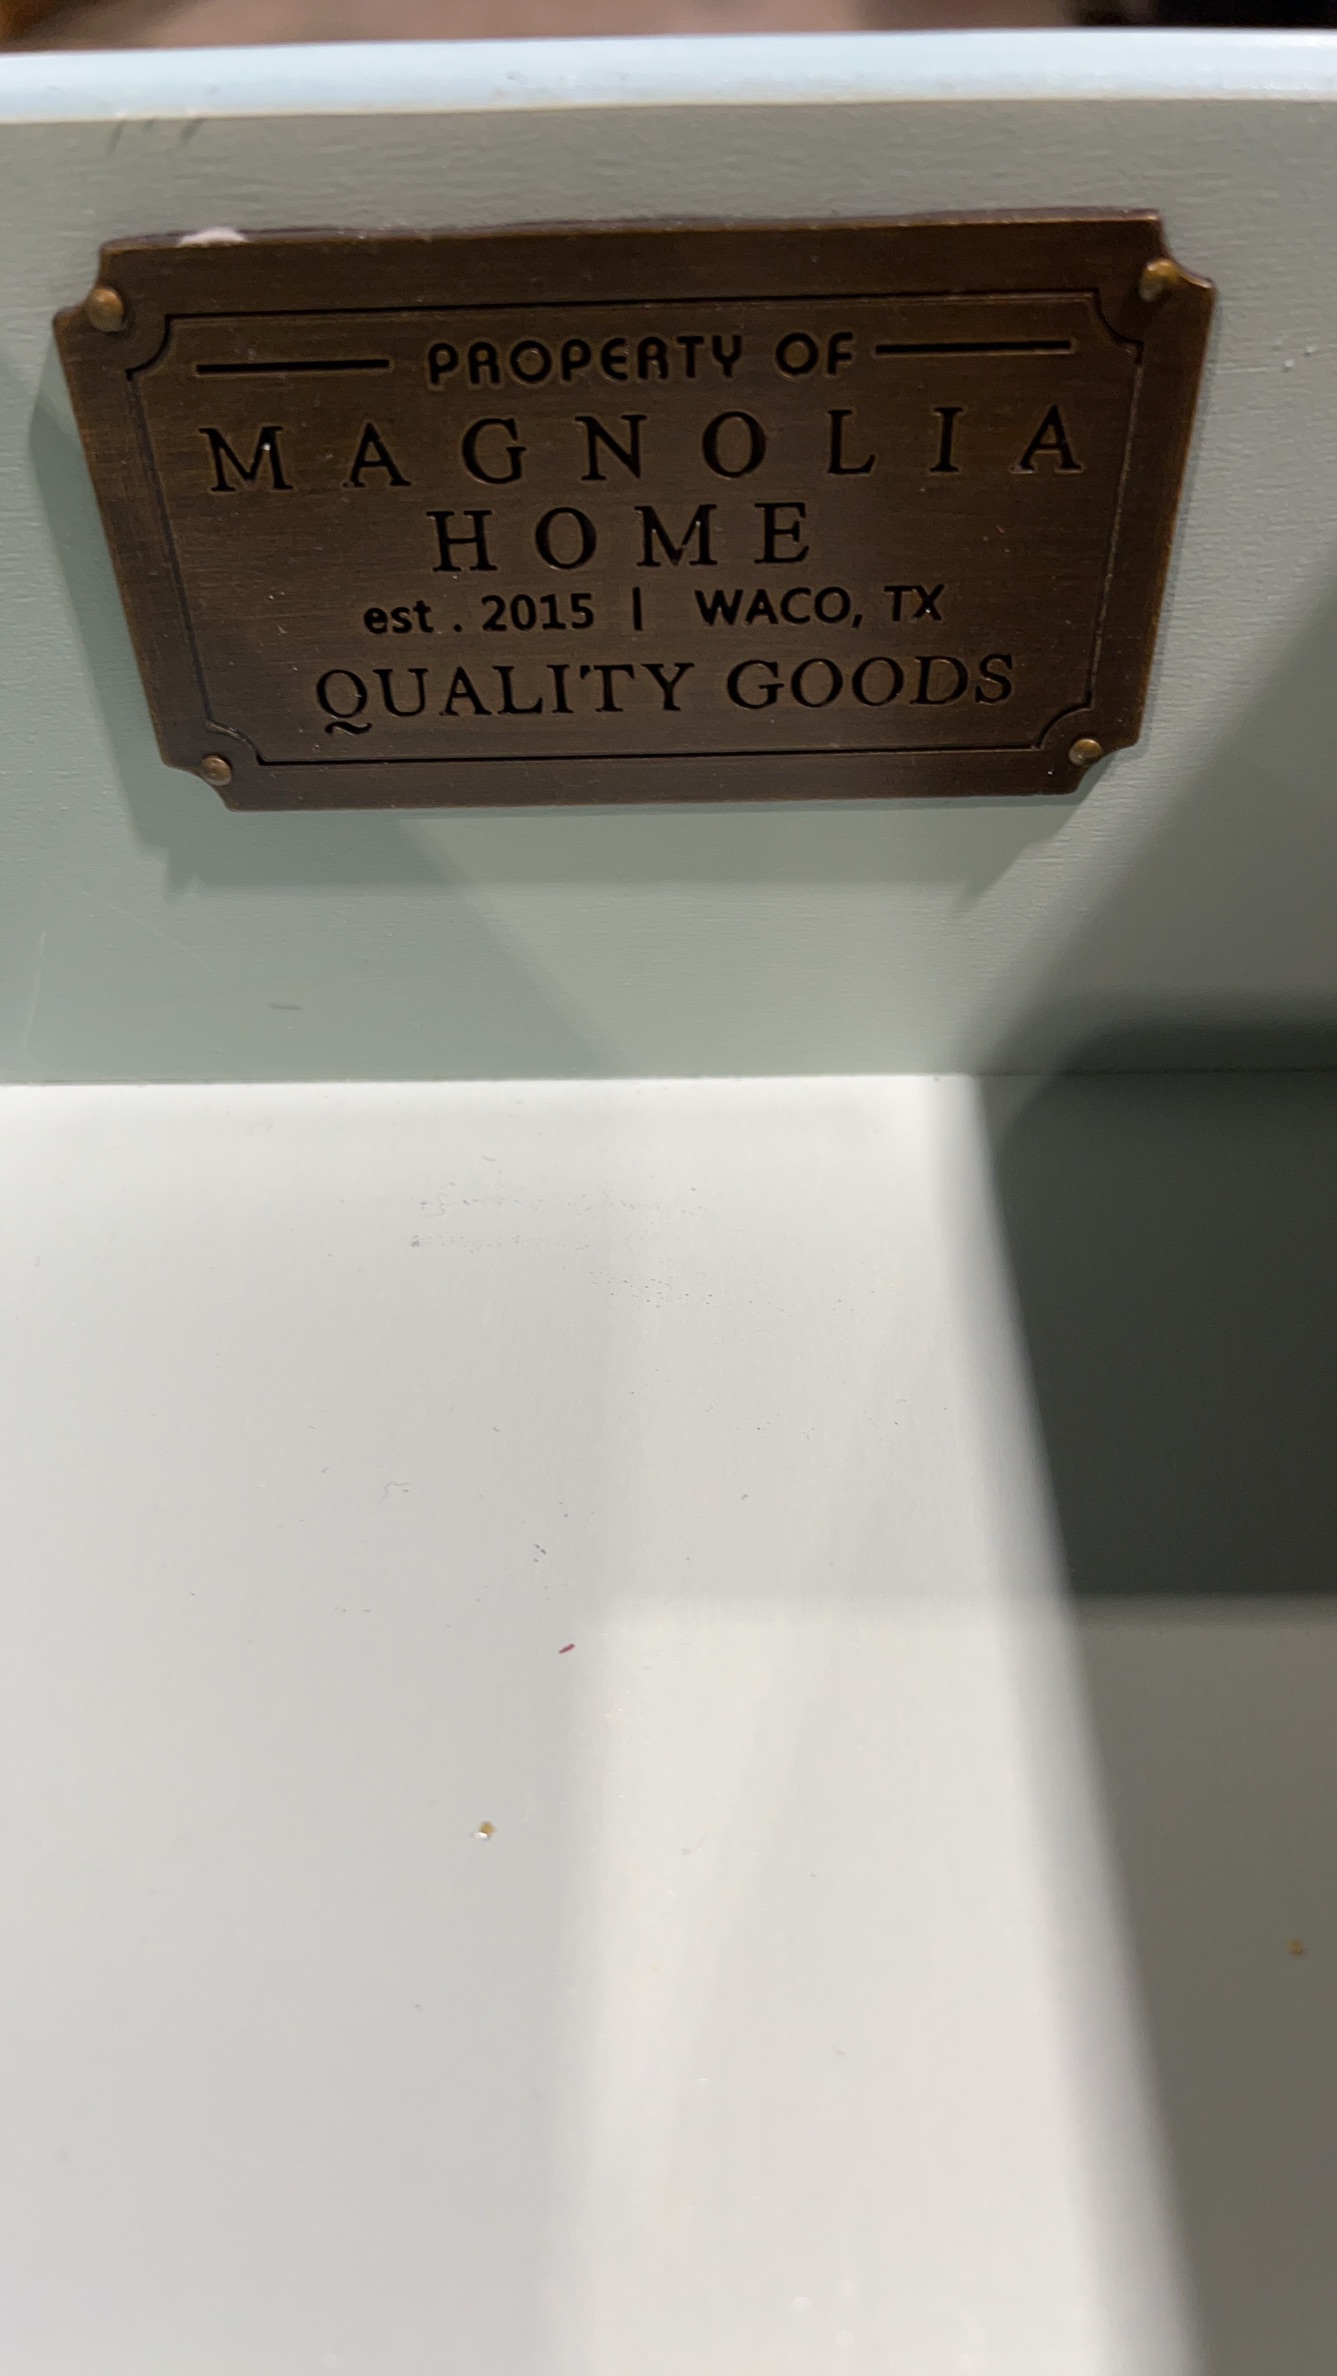 PROPERTY OF
MAGNOLIA
HOME
est. 2015 | WACO, TX
QUALITY GOODS